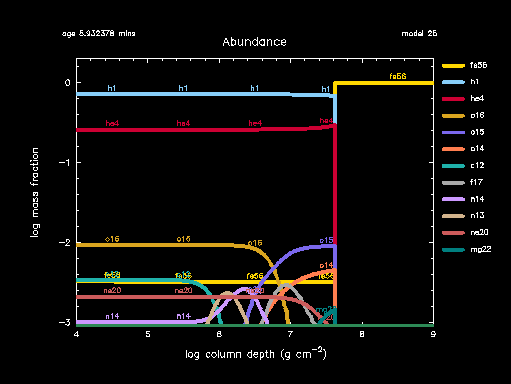 age 5.932378 mins
model 25
Abundance
fe56
h1
he4
o16
o15
o14
c12
f17
n14
n13
ne20
mg22
fe56
h1
h1
h1
h1
he4
he4
he4
he4
o16
o16
o16
o15
o14
fe56
fe56
fe56
fe56
ne20
ne20
n14
n14
0
−1
−2
−3
4
5
6
7
8
9
log mass fraction
log column depth (g cm⁻²)